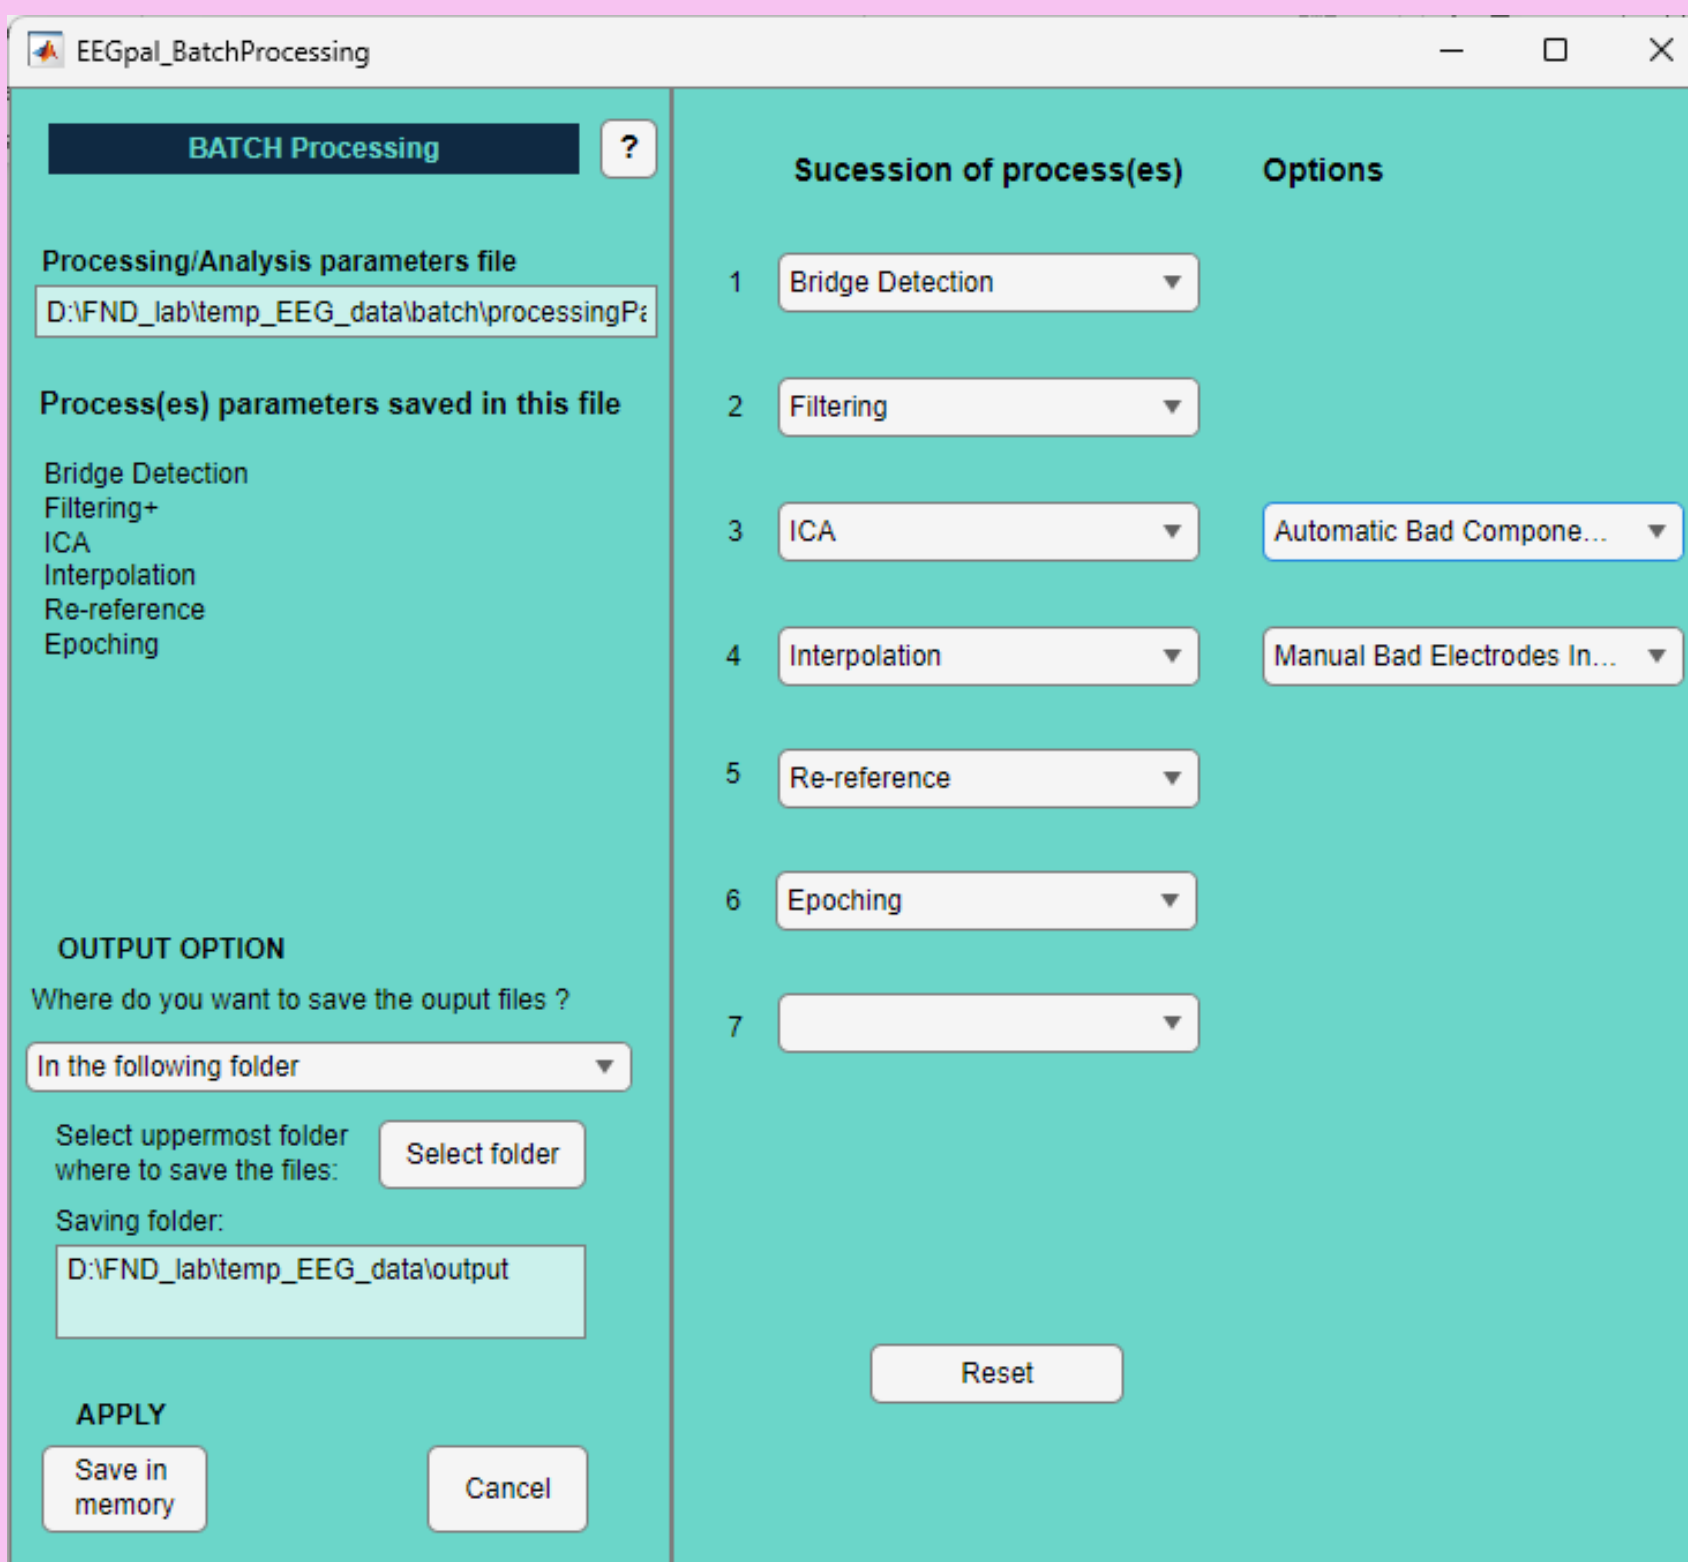 EEGpal_BatchProcessing
BATCH Processing
?
Processing/Analysis parameters file
D:\FND_lab\temp_EEG_data\batch\processingPa
Process(es) parameters saved in this file
Bridge Detection
Filtering+
ICA
Interpolation
Re-reference
Epoching
OUTPUT OPTION
Where do you want to save the ouput files ?
In the following folder
Select uppermost folder
where to save the files:
Select folder
Saving folder:
D:\FND_lab\temp_EEG_data\output
APPLY
Save in
memory
Cancel
Sucession of process(es)
Options
1 Bridge Detection
2 Filtering
3 ICA
Automatic Bad Compone...
4 Interpolation
Manual Bad Electrodes In...
5 Re-reference
6 Epoching
7
Reset